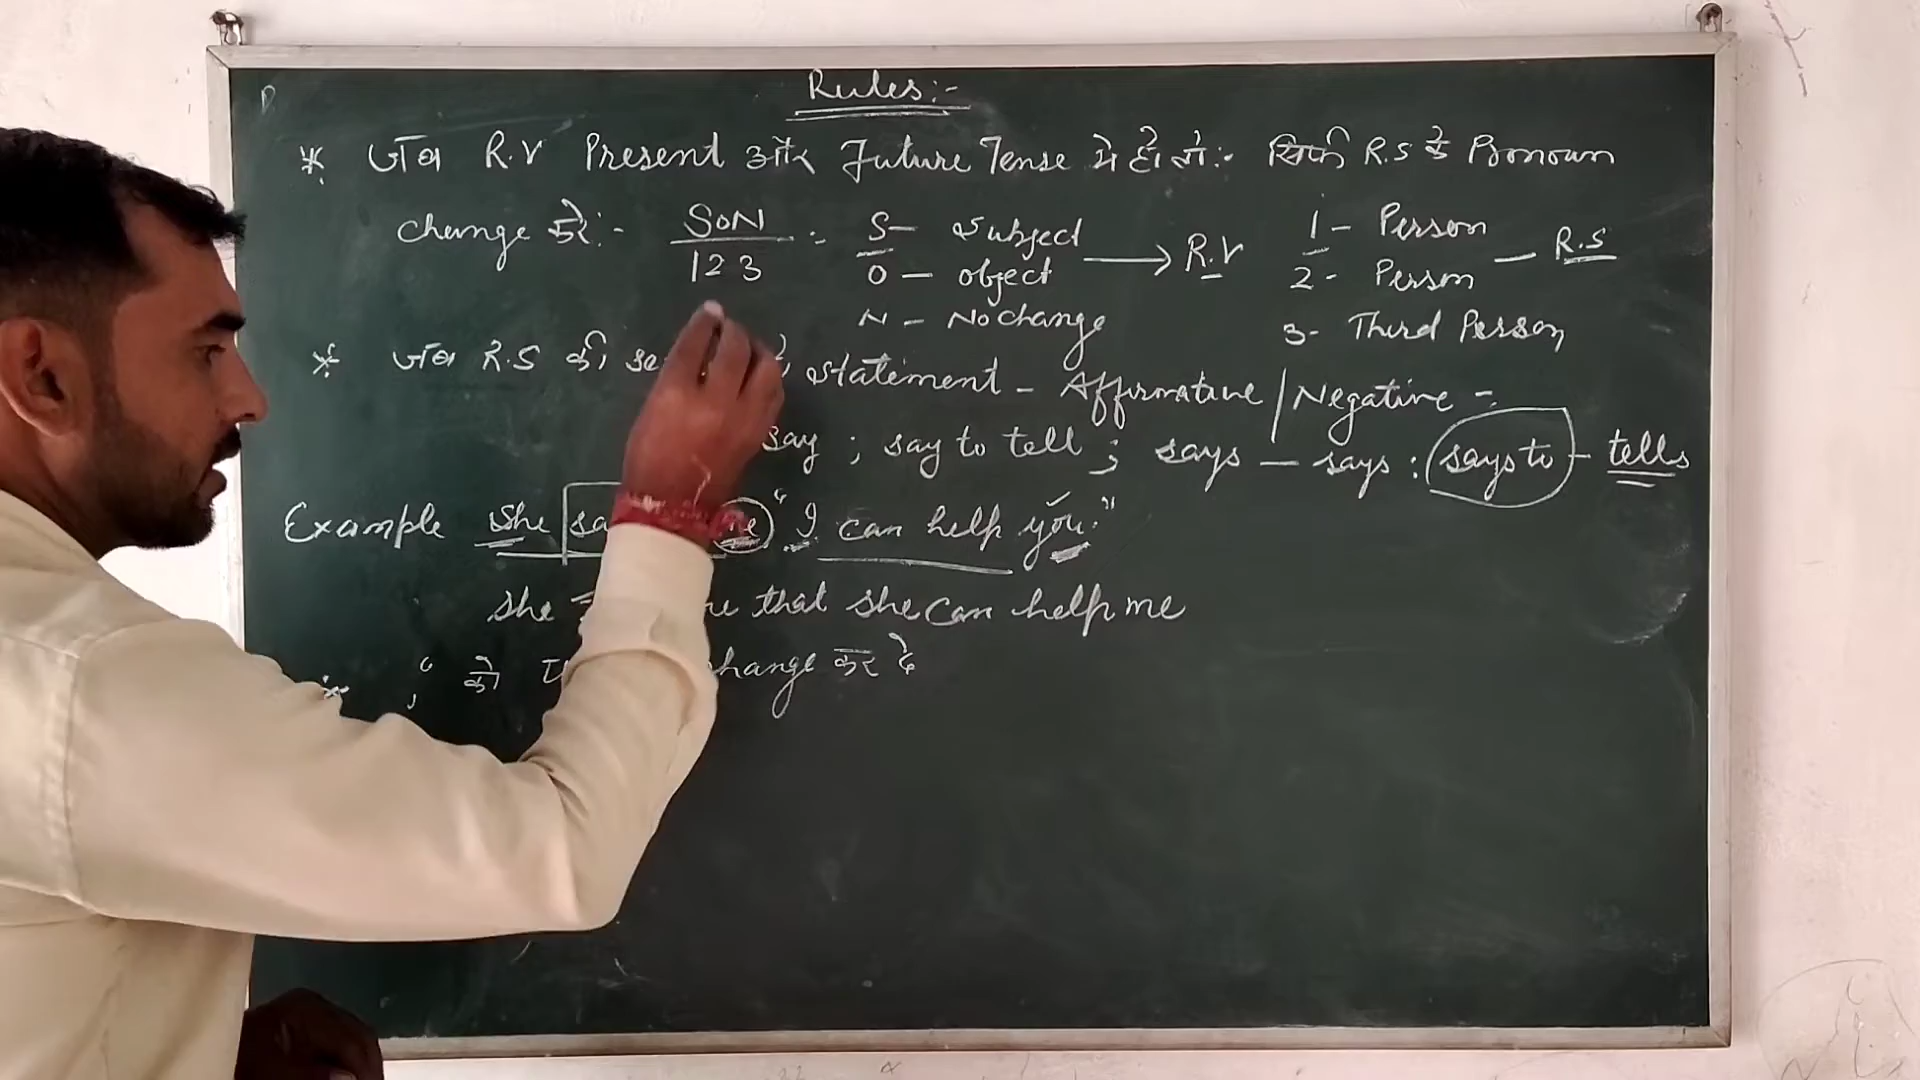 Rules:-
* जब R.V Present और Future Tense मे हो तो:- R.S के Pronoun
change करें:- SON / 123 :- S- Subject → R.V 1- Person - R.S
O - object 2- Person
N - No change 3- Third Person
* जब R.S की statement - Affirmative / Negative -
say ; say to tell ; says - says : says to - tells
Example She "I can help you."
she that she can help me
* को change कर दे